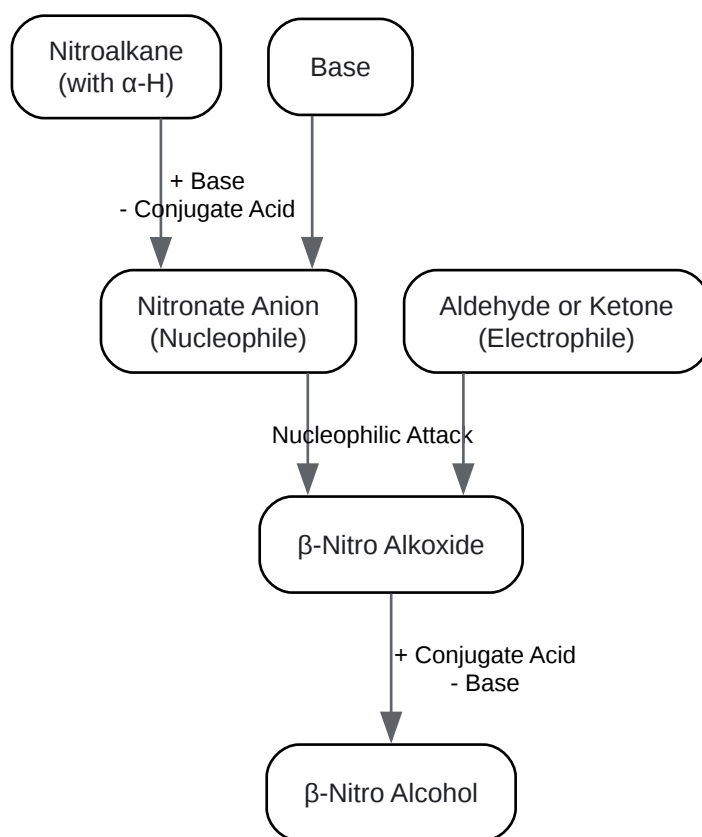 Nitroalkane
(with α-H)
Base
+ Base
- Conjugate Acid
Nitronate Anion
(Nucleophile)
Aldehyde or Ketone
(Electrophile)
Nucleophilic Attack
β-Nitro Alkoxide
+ Conjugate Acid
- Base
β-Nitro Alcohol